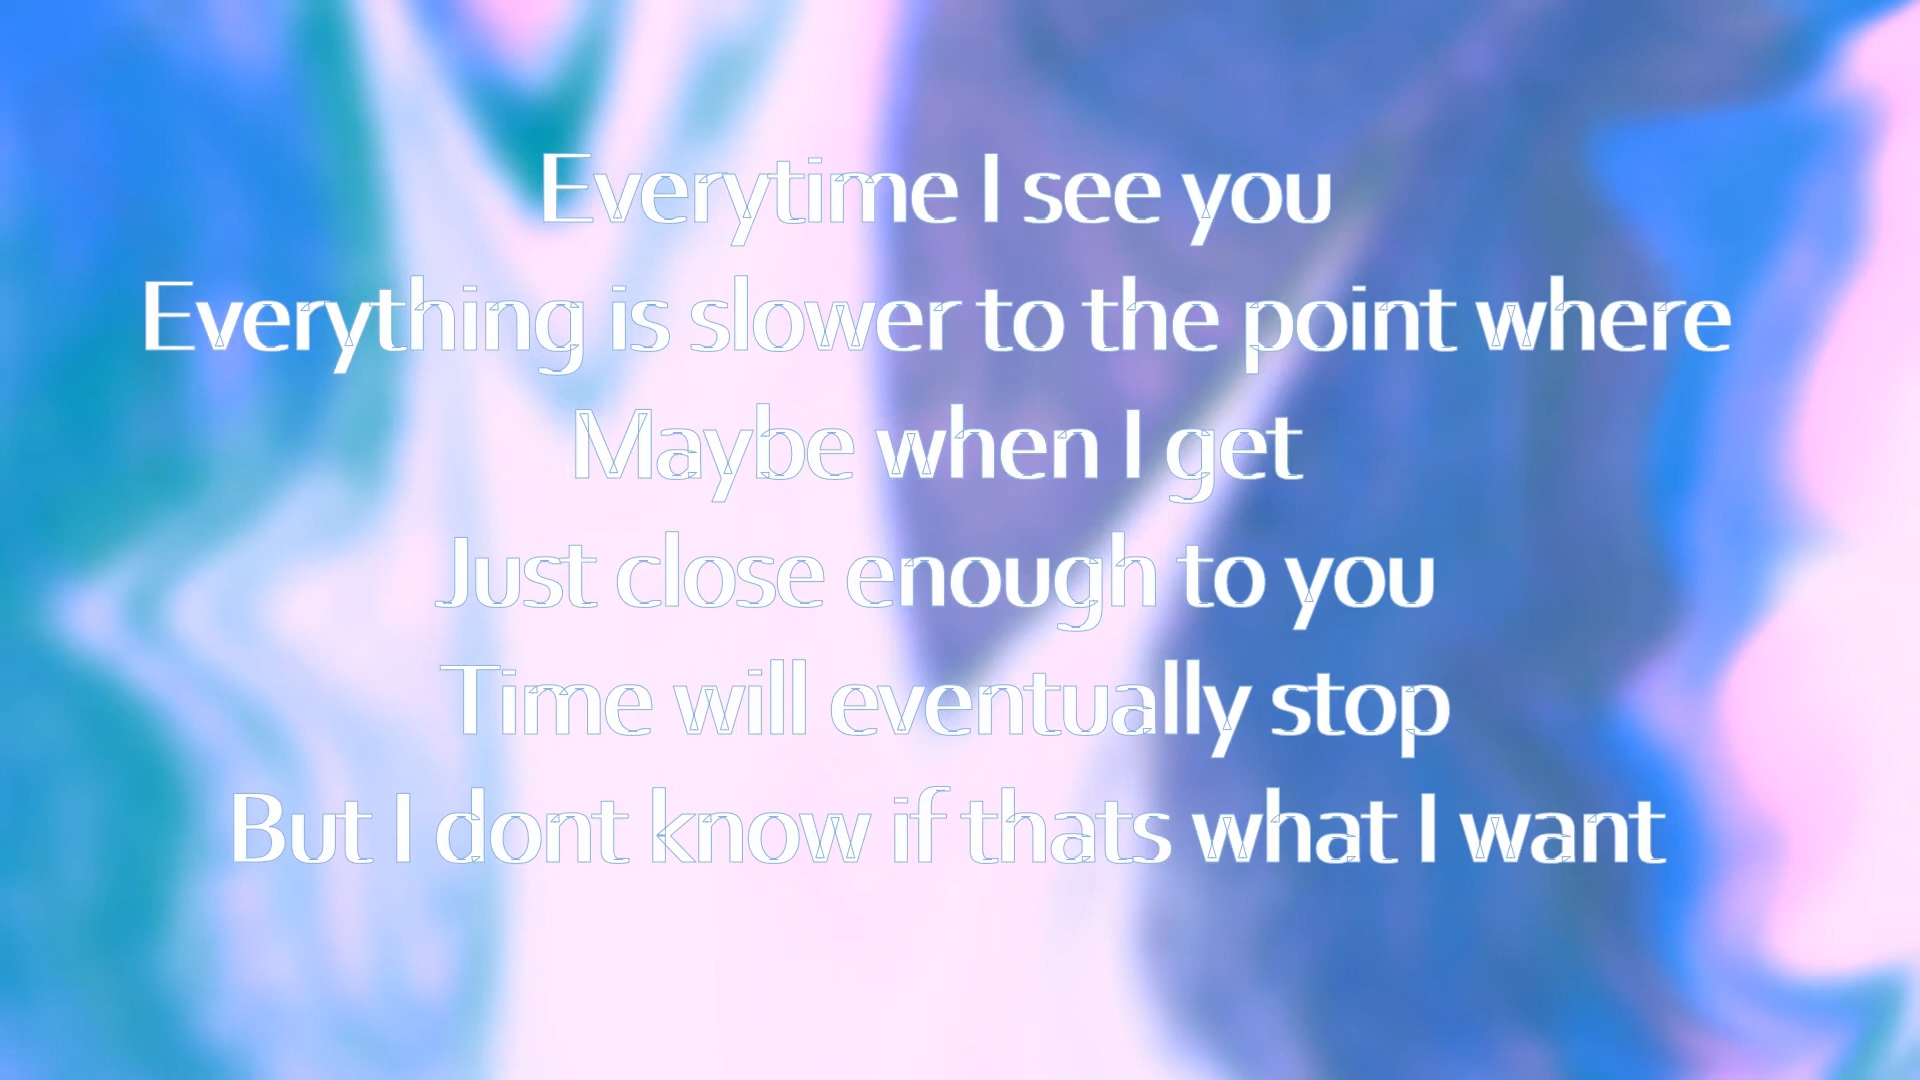 Everytime I see you
Everything is slower to the point where
Maybe when I get
Just close enough to you
Time will eventually stop
But I dont know if thats what I want